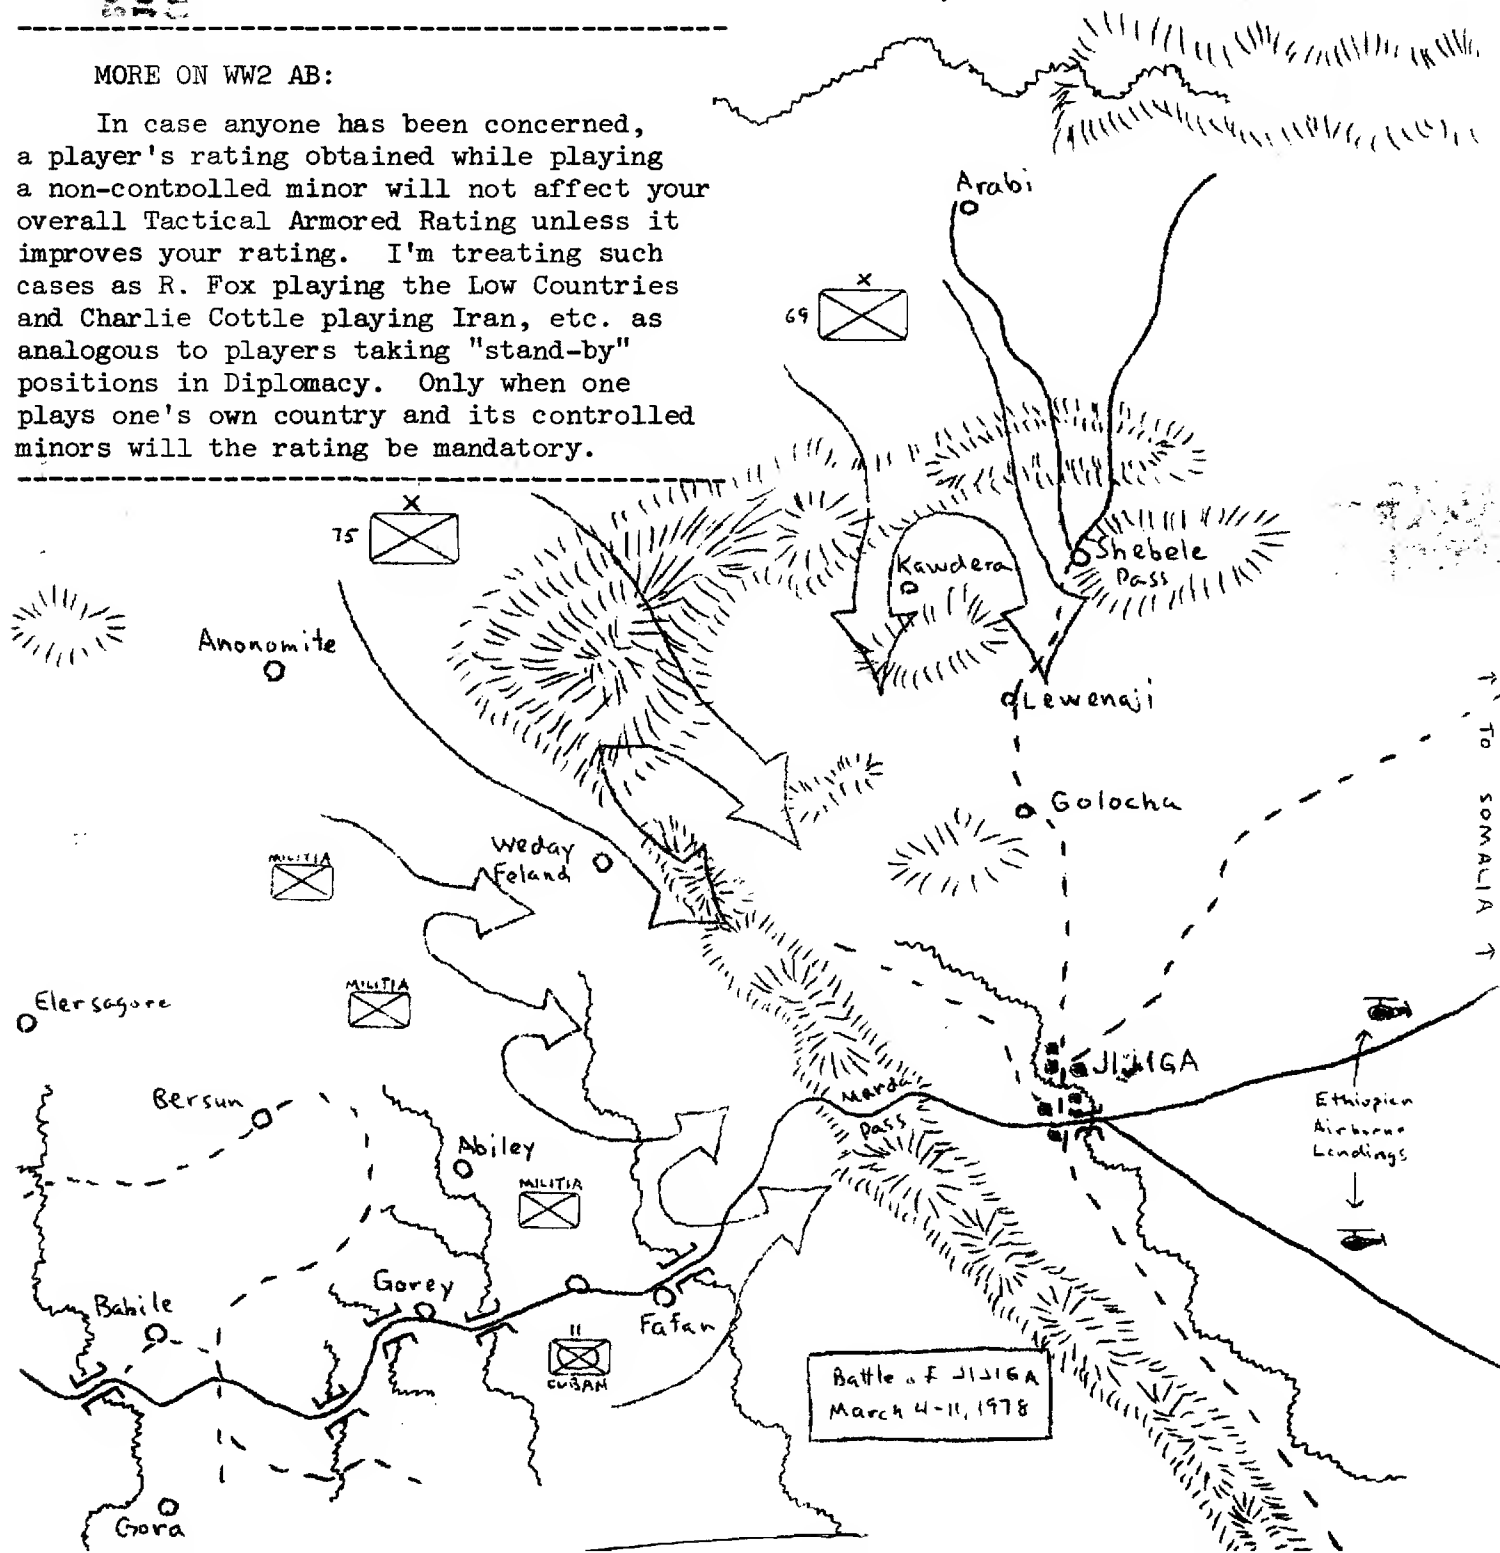 MORE ON WW2 AB:
In case anyone has been concerned,
a player's rating obtained while playing
a non-controlled minor will not affect your
overall Tactical Armored Rating unless it
improves your rating. I'm treating such
cases as R. Fox playing the Low Countries
and Charlie Cottle playing Iran, etc. as
analogous to players taking "stand-by"
positions in Diplomacy. Only when one
plays one's own country and its controlled
minors will the rating be mandatory.
Arabi
X
69
X
75
Kawdera
Shebele
Pass
Anonomite
Lewenaji
↑ TO SOMALIA ↑
Golocha
Weday
Feland
MILITIA
MILITIA
Elersagore
JIJIGA
Marda
Pass
Bersun
Ethiopian
Airborne
Landings
Abiley
MILITIA
Gorey
Babile
Fafan
II
CUBAN
Battle of JIJIGA
March 4-11, 1978
Gora